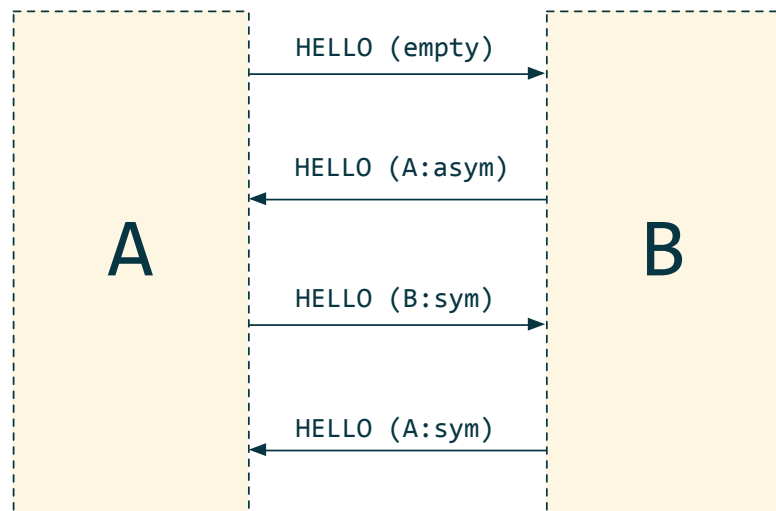 HELLO (empty)
HELLO (A:asym)
A
B
HELLO (B:sym)
HELLO (A:sym)